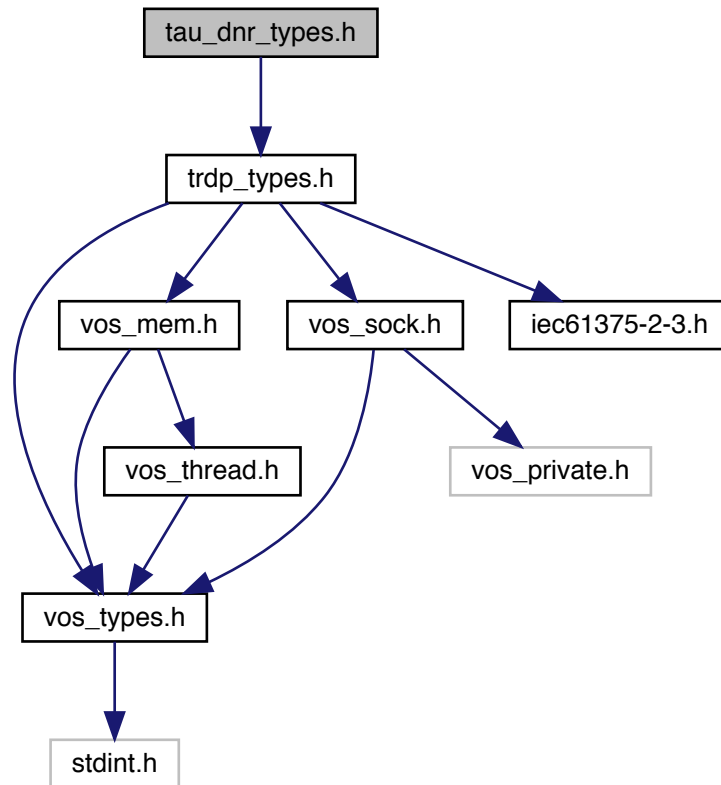 tau_dnr_types.h
trdp_types.h
vos_mem.h
vos_sock.h
iec61375-2-3.h
vos_thread.h
vos_private.h
vos_types.h
stdint.h